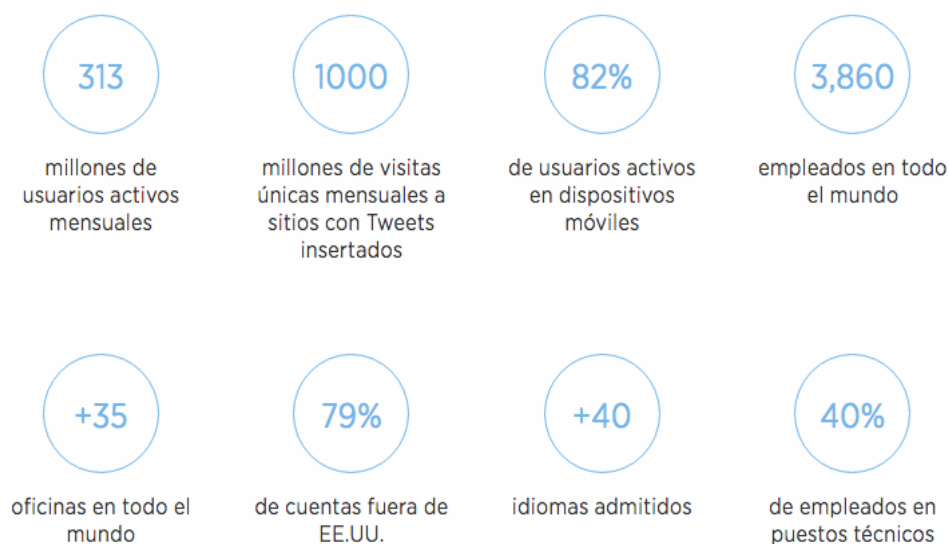 313
millones de
usuarios activos
mensuales
1000
millones de visitas
únicas mensuales a
sitios con Tweets
insertados
82%
de usuarios activos
en dispositivos
móviles
3,860
empleados en todo
el mundo
+35
oficinas en todo el
mundo
79%
de cuentas fuera de
EE.UU.
+40
idiomas admitidos
40%
de empleados en
puestos técnicos